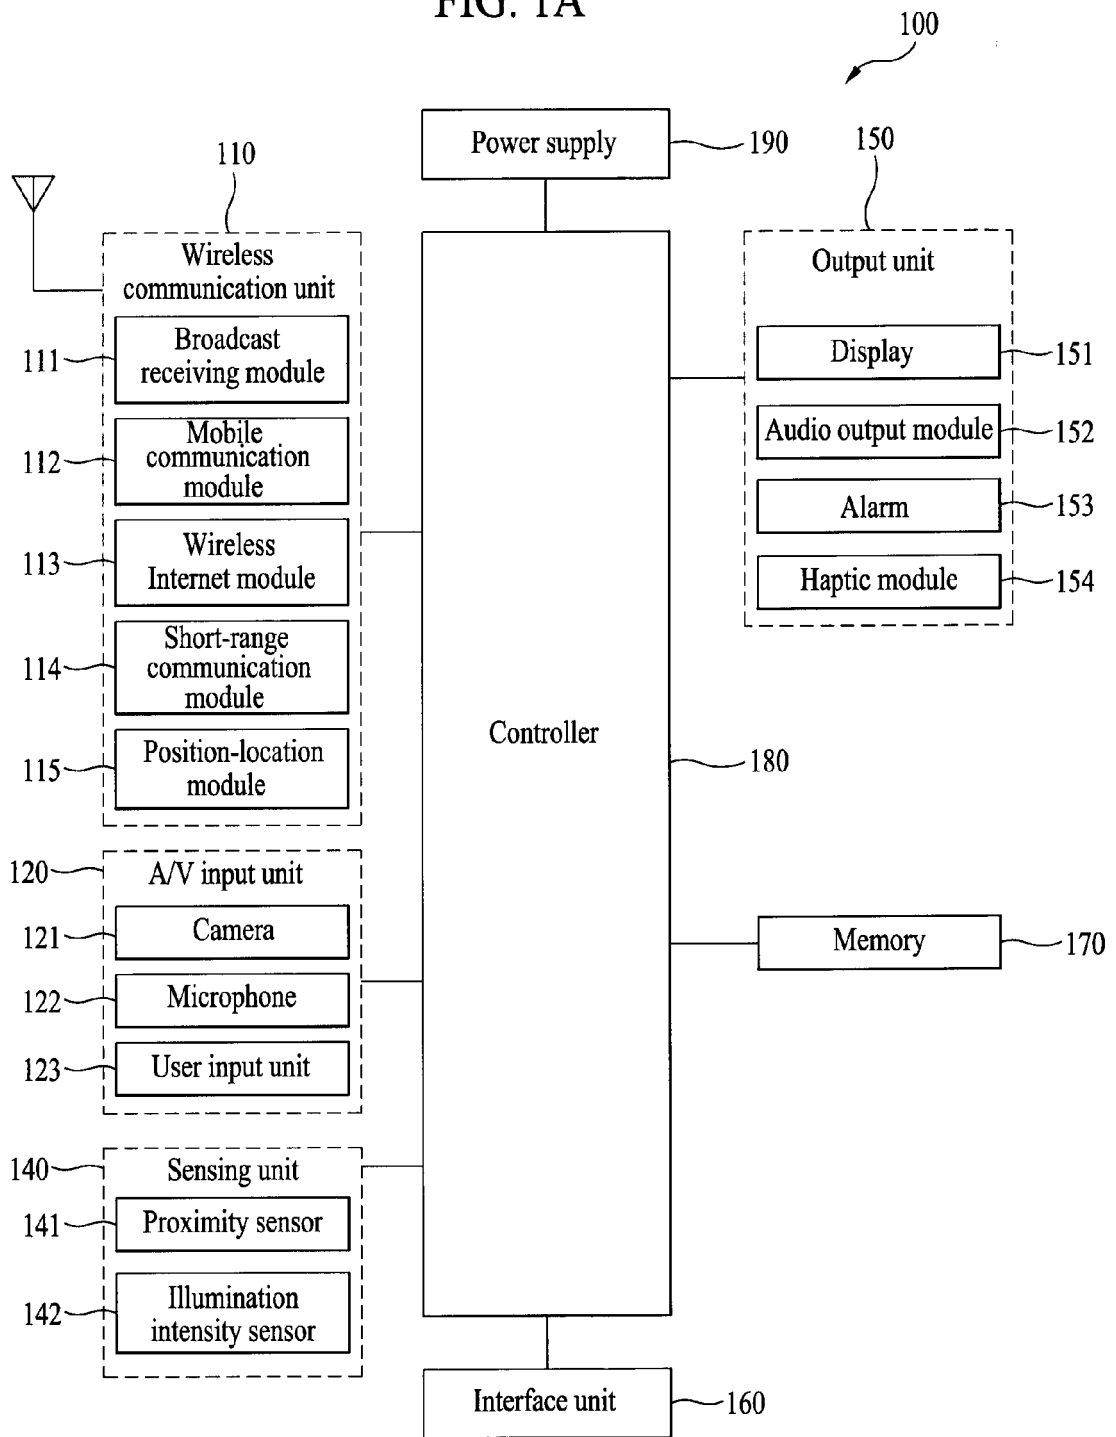 FIG. 1A
100
Power supply
190
150
110
Wireless
communication unit
Output unit
111
Broadcast
receiving module
Display
151
112
Mobile
communication
module
Audio output module
152
113
Wireless
Internet module
Alarm
153
Haptic module
154
114
Short-range
communication
module
Controller
180
115
Position-location
module
120
A/V input unit
121
Camera
Memory
170
122
Microphone
123
User input unit
140
Sensing unit
141
Proximity sensor
142
Illumination
intensity sensor
Interface unit
160